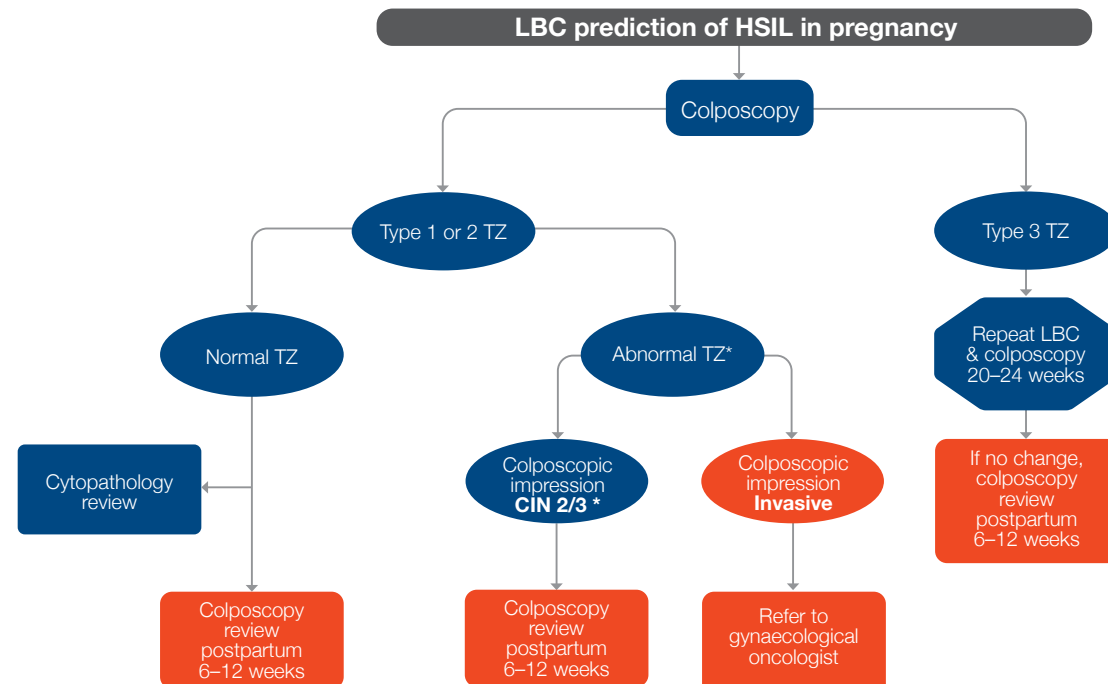 LBC prediction of HSIL in pregnancy
Colposcopy
Type 1 or 2 TZ
Type 3 TZ
Normal TZ
Abnormal TZ*
Repeat LBC
& colposcopy
20–24 weeks
Cytopathology
review
Colposcopic
impression
CIN 2/3 *
Colposcopic
impression
Invasive
If no change,
colposcopy
review
postpartum
6–12 weeks
Colposcopy
review
postpartum
6–12 weeks
Colposcopy
review
postpartum
6–12 weeks
Refer to
gynaecological
oncologist